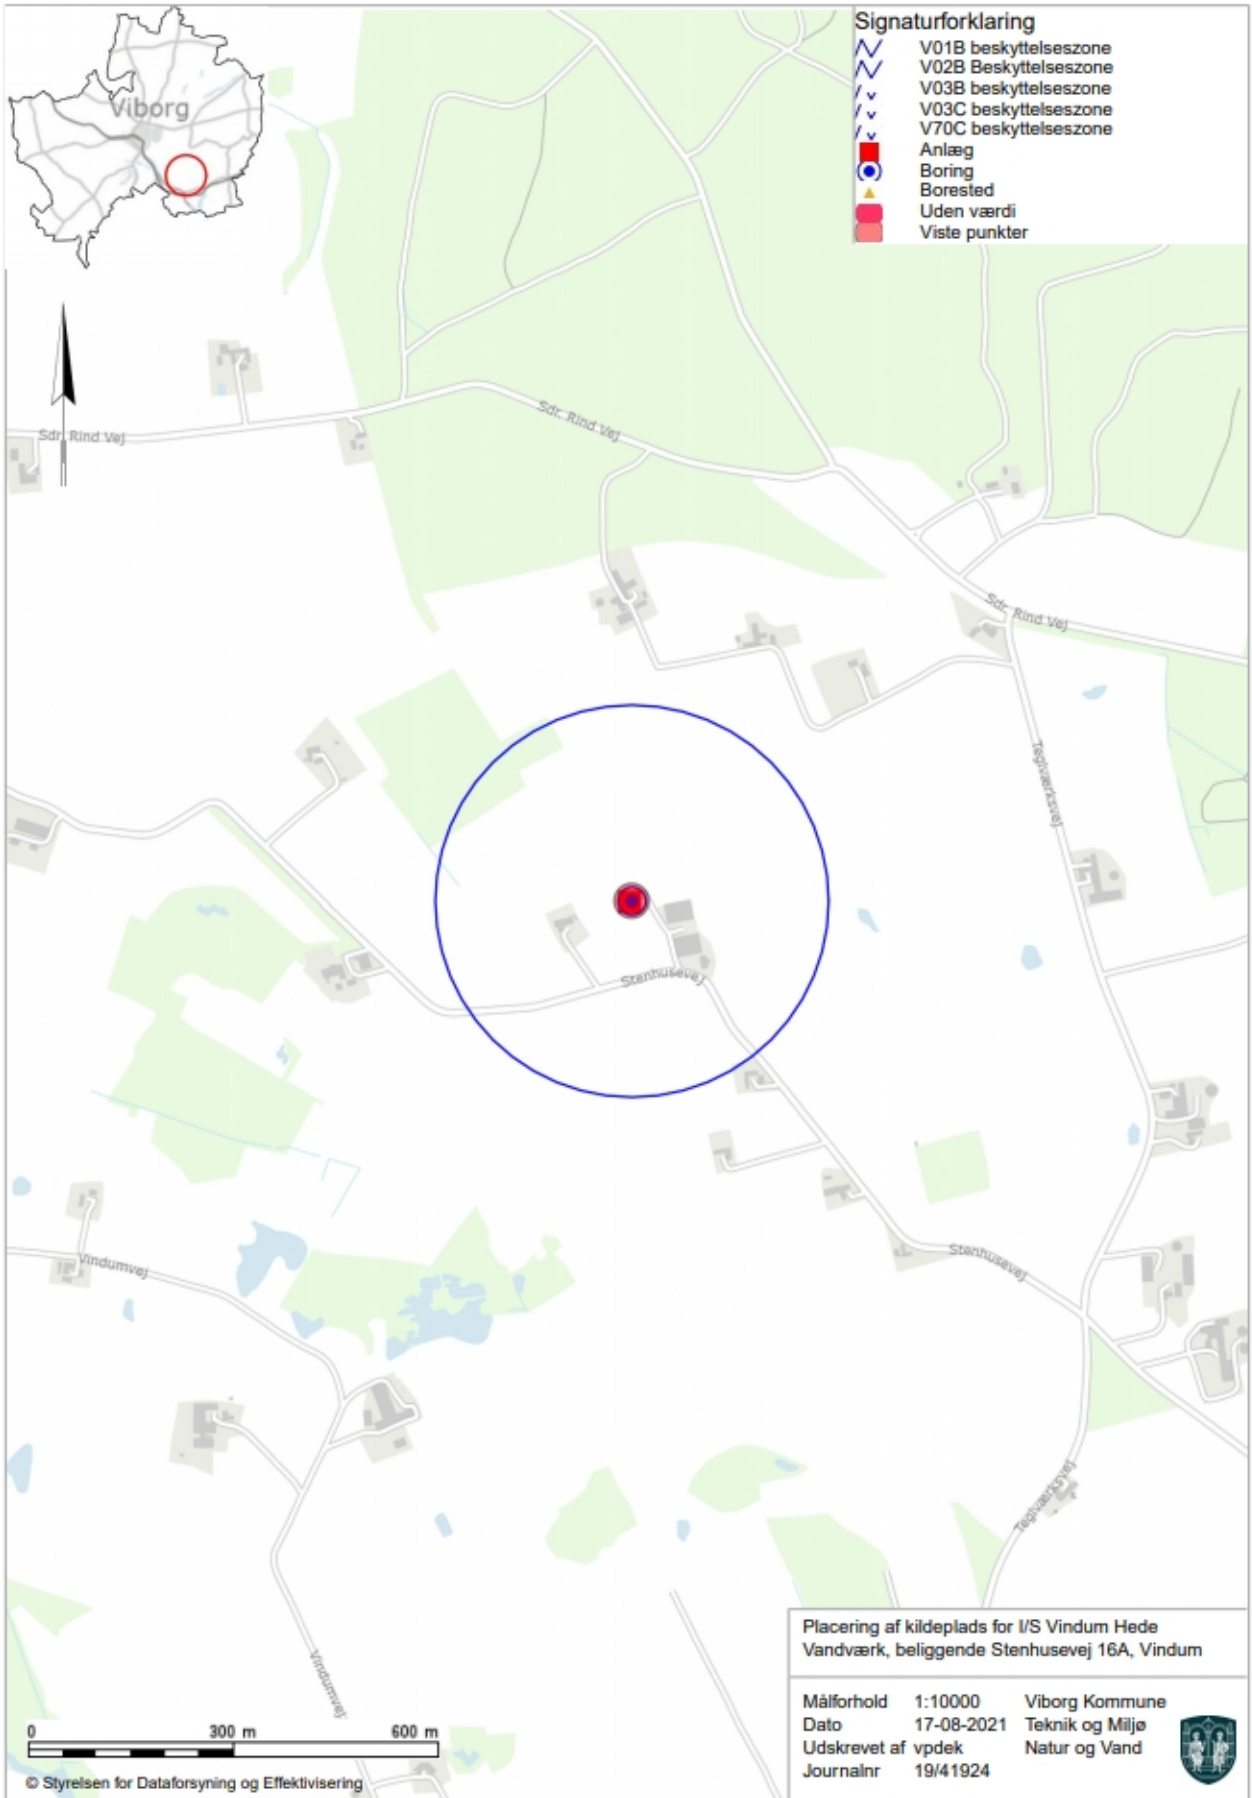 Viborg
Signaturforklaring
V01B beskyttelseszone
V02B Beskyttelseszone
V03B beskyttelseszone
V03C beskyttelseszone
V70C beskyttelseszone
Anlæg
Boring
Borested
Uden værdi
Viste punkter
Sdr. Rind Vej
Sdr. Rind Vej
Sdr. Rind Vej
Teglværksvej
Stenhusevej
Stenhusevej
Vindumvej
Teglværksvej
Vindumvej
0 300 m 600 m
© Styrelsen for Dataforsyning og Effektivisering
Placering af kildeplads for I/S Vindum Hede
Vandværk, beliggende Stenhusevej 16A, Vindum
Målforhold 1:10000 Viborg Kommune
Dato 17-08-2021 Teknik og Miljø
Udskrevet af vpdek Natur og Vand
Journalnr 19/41924